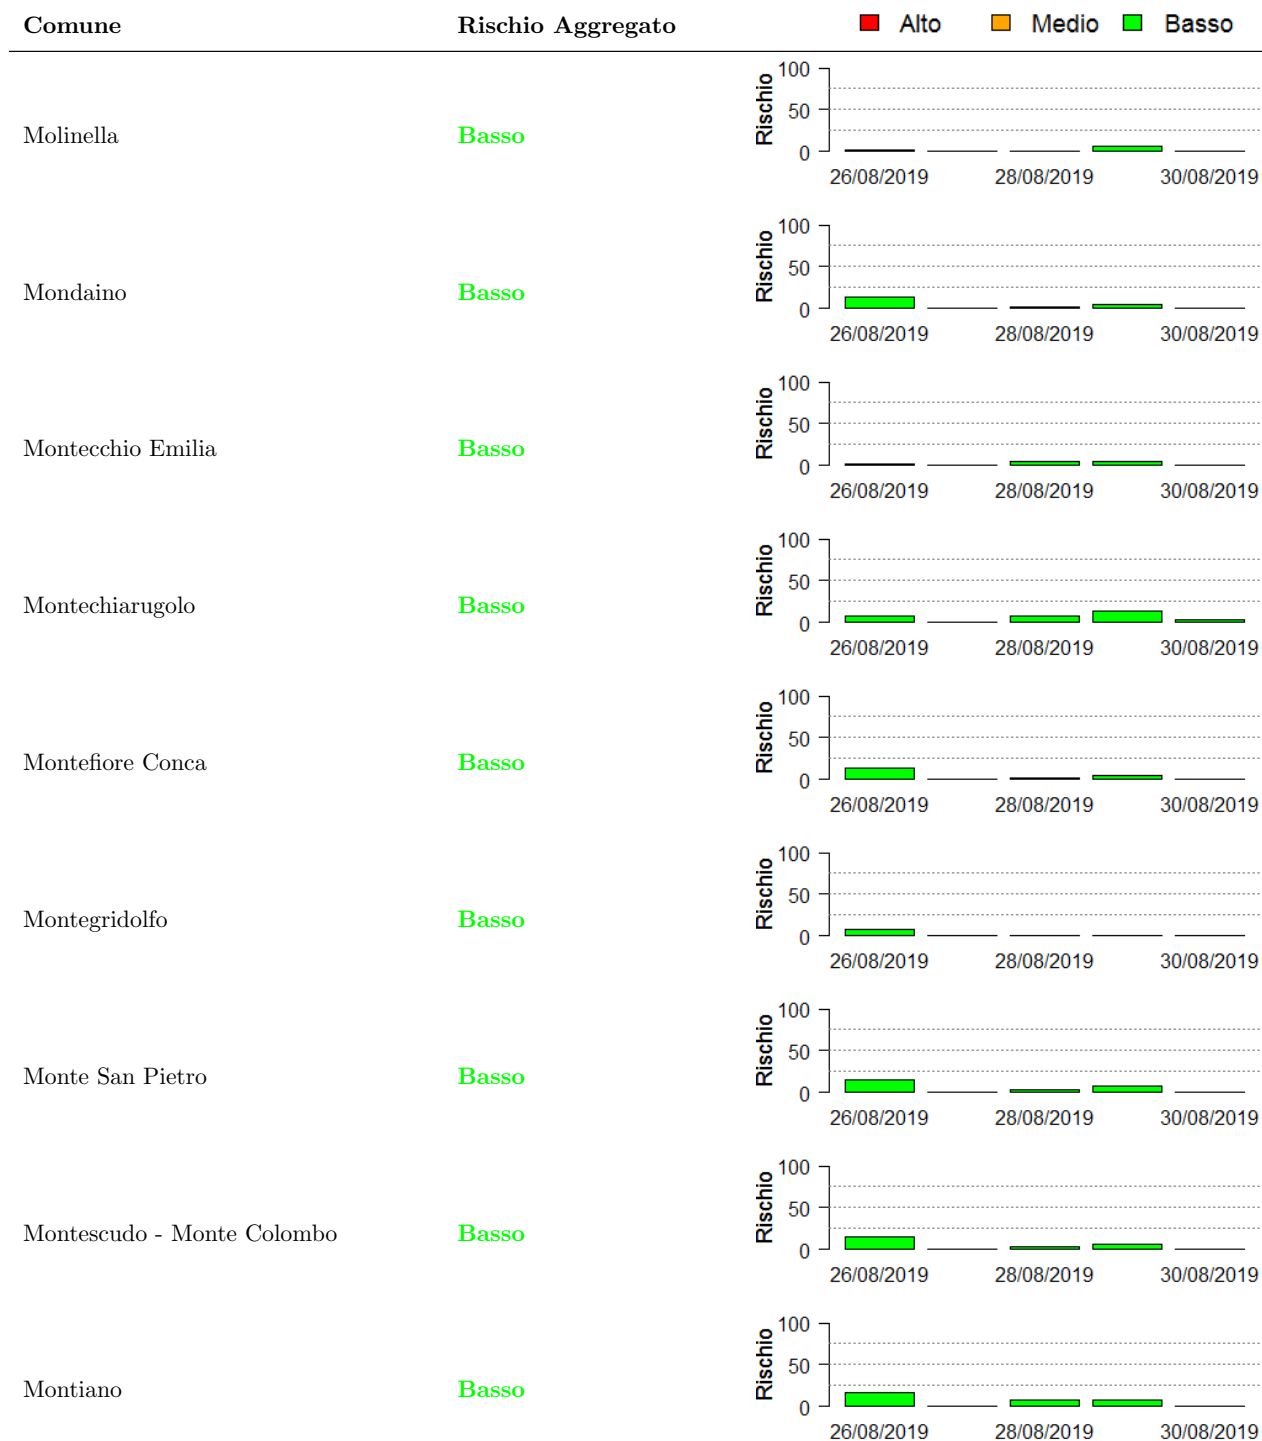 Comune Rischio Aggregato Alto Medio Basso
Molinella Basso Rischio 100 50 0
26/08/2019 28/08/2019 30/08/2019
Mondaino Basso Rischio 100 50 0
26/08/2019 28/08/2019 30/08/2019
Montecchio Emilia Basso Rischio 100 50 0
26/08/2019 28/08/2019 30/08/2019
Montechiarugolo Basso Rischio 100 50 0
26/08/2019 28/08/2019 30/08/2019
Montefiore Conca Basso Rischio 100 50 0
26/08/2019 28/08/2019 30/08/2019
Montegridolfo Basso Rischio 100 50 0
26/08/2019 28/08/2019 30/08/2019
Monte San Pietro Basso Rischio 100 50 0
26/08/2019 28/08/2019 30/08/2019
Montescudo - Monte Colombo Basso Rischio 100 50 0
26/08/2019 28/08/2019 30/08/2019
Montiano Basso Rischio 100 50 0
26/08/2019 28/08/2019 30/08/2019